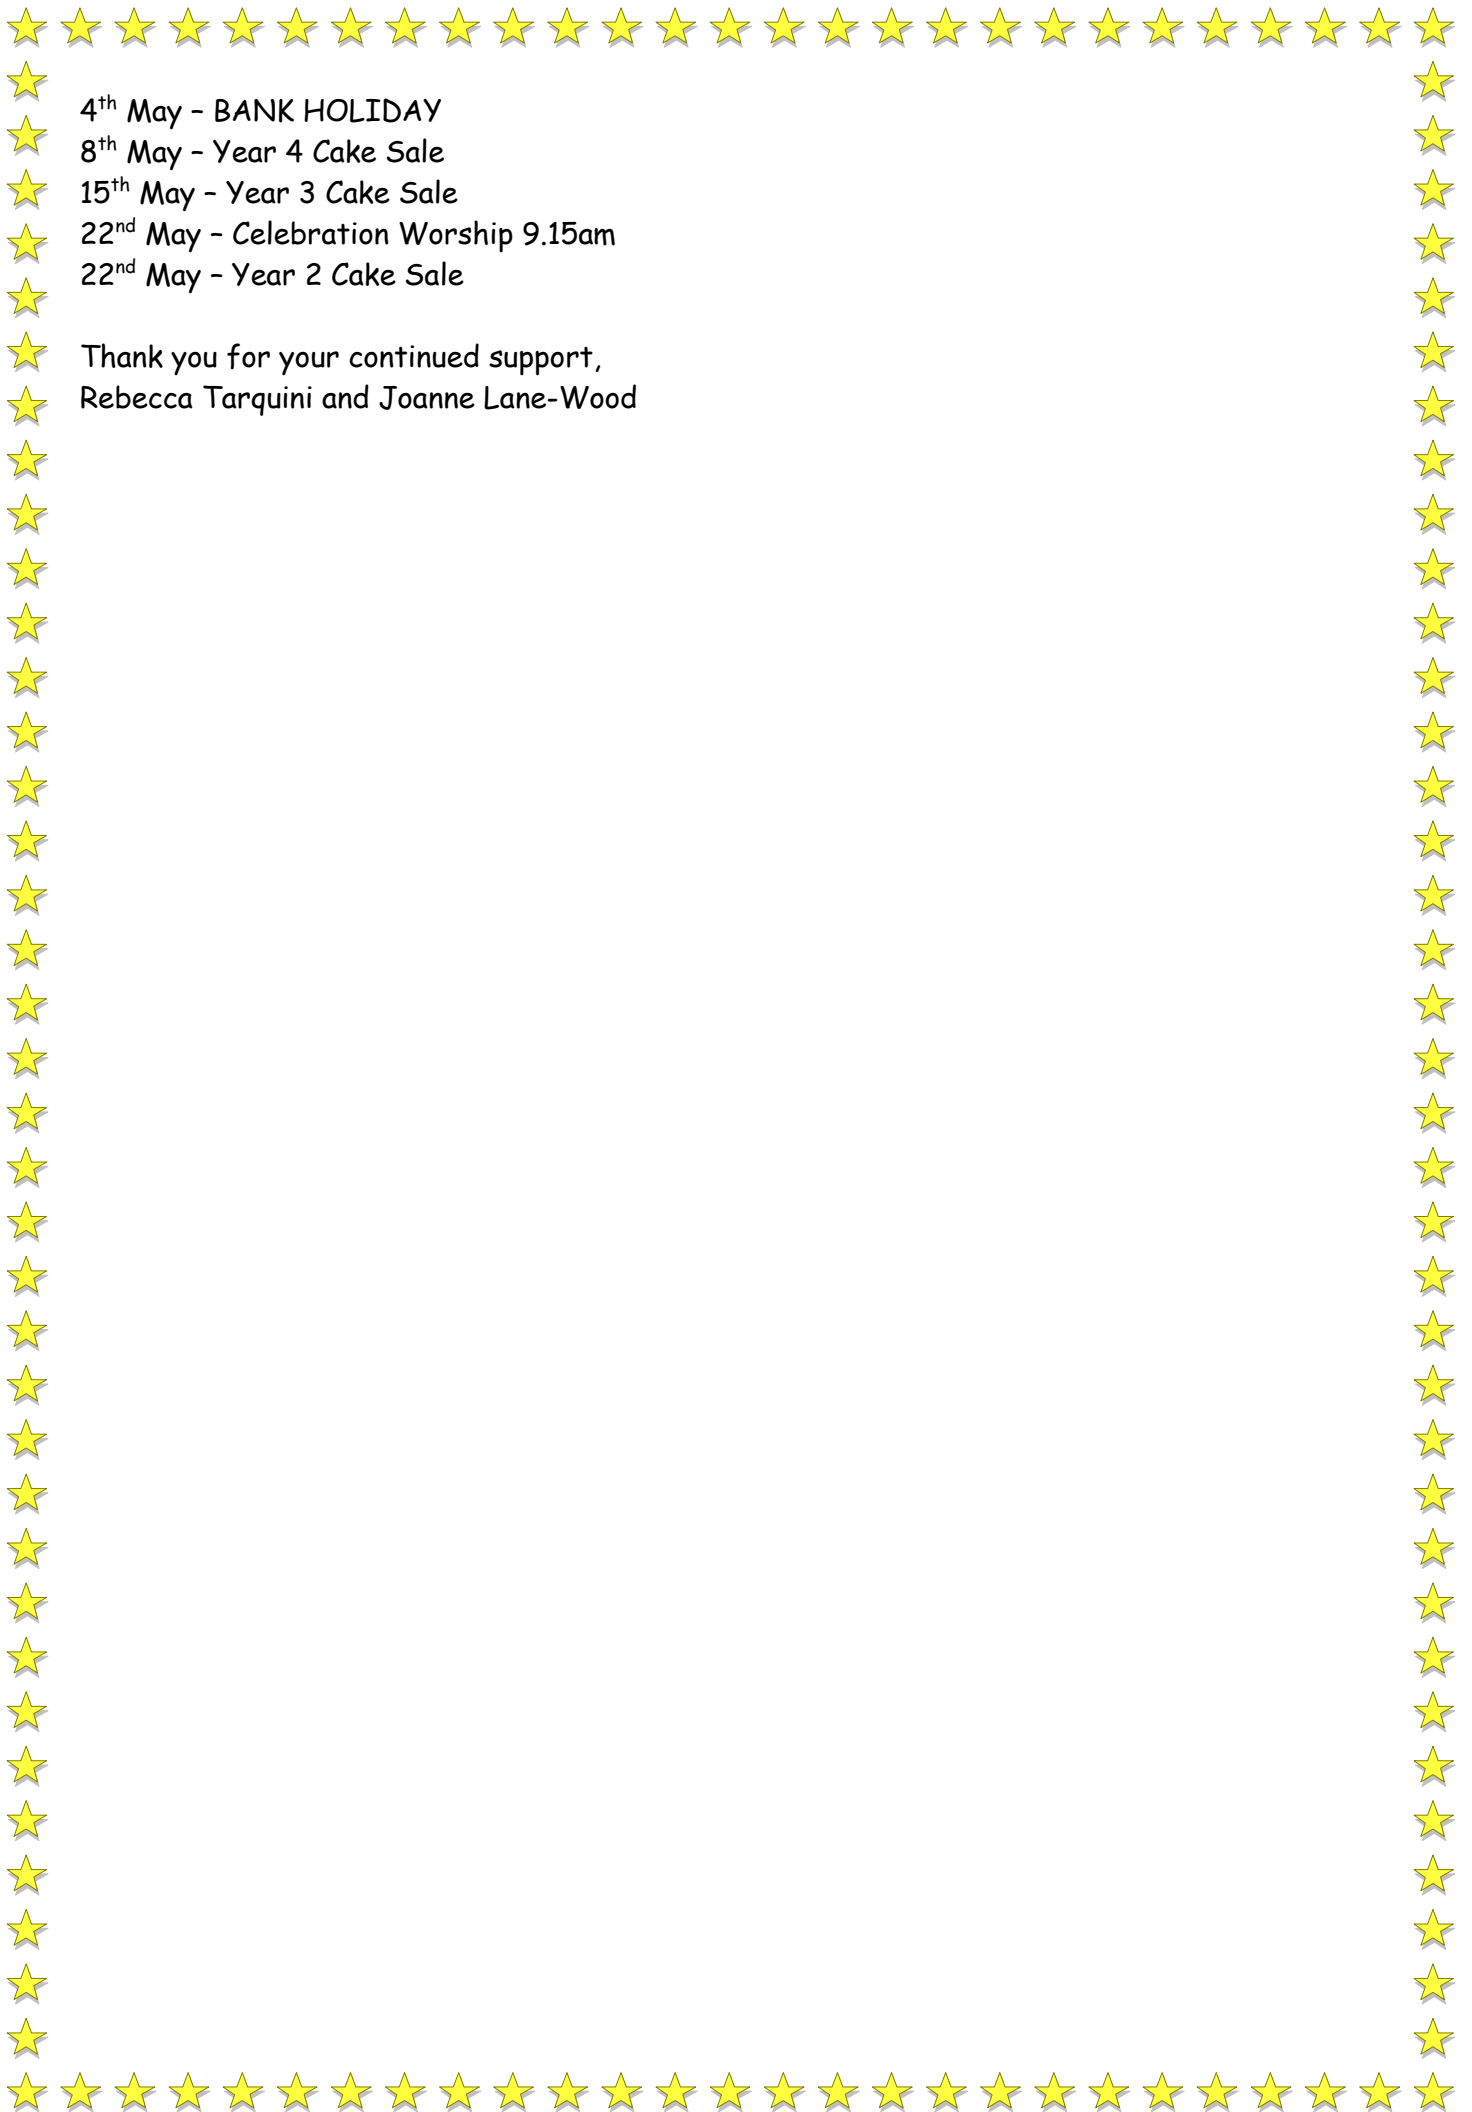 4th May – BANK HOLIDAY
8th May – Year 4 Cake Sale
15th May – Year 3 Cake Sale
22nd May – Celebration Worship 9.15am
22nd May – Year 2 Cake Sale
Thank you for your continued support,
Rebecca Tarquini and Joanne Lane-Wood